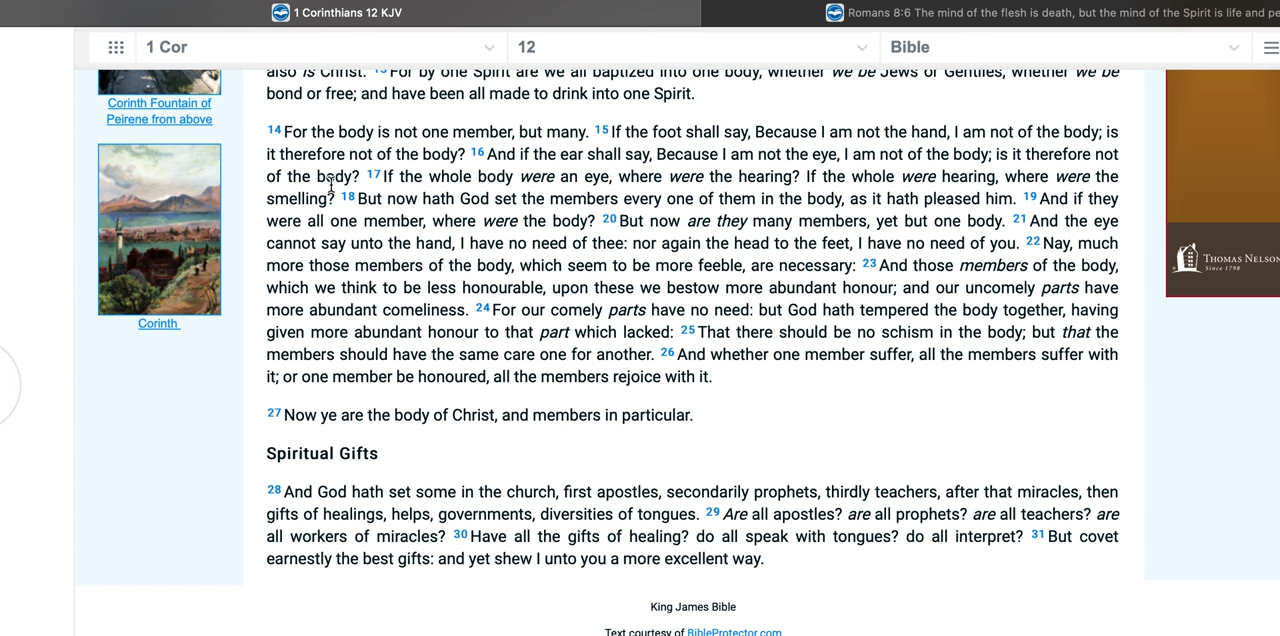 1 Corinthians 12 KJV
Romans 8:6 The mind of the flesh is death, but the mind of the Spirit is life and pe
1 Cor
12
Bible
Corinth Fountain of
Peirene from above
Corinth
also is Christ. 13 For by one Spirit are we all baptized into one body, whether we be Jews or Gentiles, whether we be
bond or free; and have been all made to drink into one Spirit.
14 For the body is not one member, but many. 15 If the foot shall say, Because I am not the hand, I am not of the body; is
it therefore not of the body? 16 And if the ear shall say, Because I am not the eye, I am not of the body; is it therefore not
of the body? 17 If the whole body were an eye, where were the hearing? If the whole were hearing, where were the
smelling? 18 But now hath God set the members every one of them in the body, as it hath pleased him. 19 And if they
were all one member, where were the body? 20 But now are they many members, yet but one body. 21 And the eye
cannot say unto the hand, I have no need of thee: nor again the head to the feet, I have no need of you. 22 Nay, much
more those members of the body, which seem to be more feeble, are necessary: 23 And those members of the body,
which we think to be less honourable, upon these we bestow more abundant honour; and our uncomely parts have
more abundant comeliness. 24 For our comely parts have no need: but God hath tempered the body together, having
given more abundant honour to that part which lacked: 25 That there should be no schism in the body; but that the
members should have the same care one for another. 26 And whether one member suffer, all the members suffer with
it; or one member be honoured, all the members rejoice with it.
27 Now ye are the body of Christ, and members in particular.
Spiritual Gifts
28 And God hath set some in the church, first apostles, secondarily prophets, thirdly teachers, after that miracles, then
gifts of healings, helps, governments, diversities of tongues. 29 Are all apostles? are all prophets? are all teachers? are
all workers of miracles? 30 Have all the gifts of healing? do all speak with tongues? do all interpret? 31 But covet
earnestly the best gifts: and yet shew I unto you a more excellent way.
King James Bible
Text courtesy of BibleProtector.com
THOMAS NELSON
Since 1798